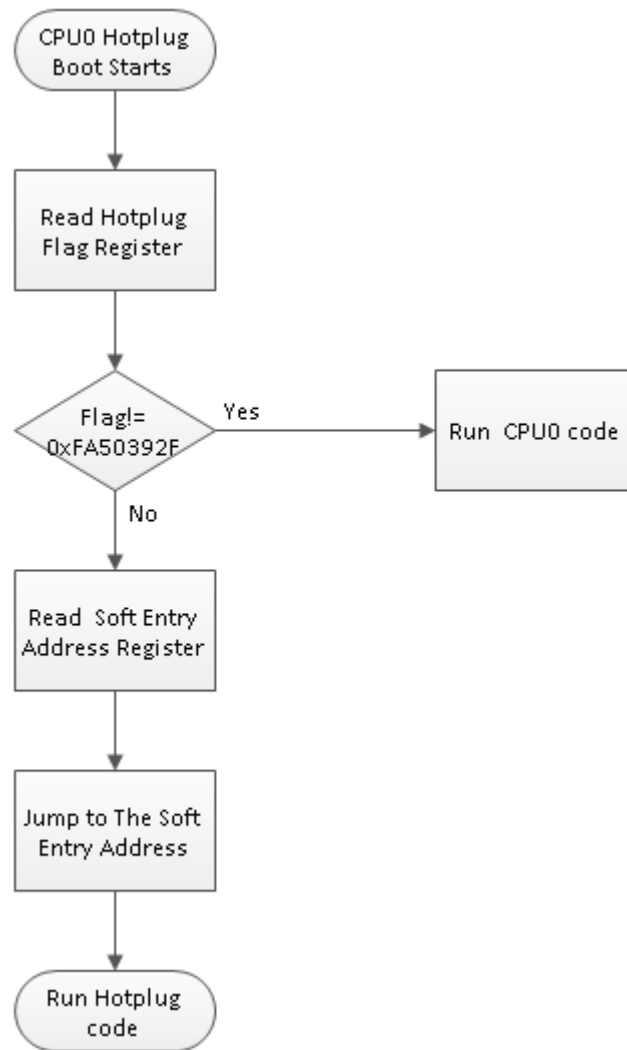 CPU0 Hotplug
Boot Starts
Read Hotplug
Flag Register
Flag!=
0xFA50392F
Yes
Run CPU0 code
No
Read Soft Entry
Address Register
Jump to The Soft
Entry Address
Run Hotplug
code